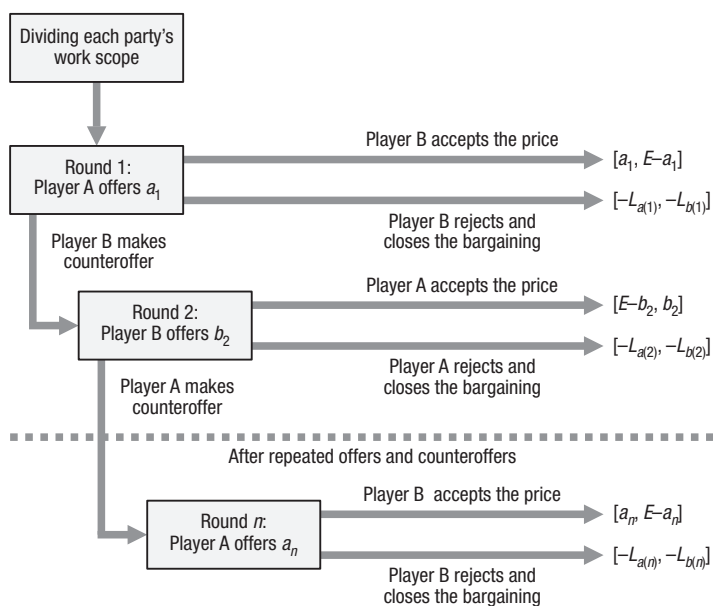 Dividing each party's
work scope
Player B accepts the price
[a₁, E–a₁]
Round 1:
Player A offers a₁
[–Lₐ₍₁₎, –L_b(1)]
Player B rejects and
closes the bargaining
Player B makes
counteroffer
Player A accepts the price
[E–b₂, b₂]
Round 2:
Player B offers b₂
[–Lₐ₍₂₎, –L_b(2)]
Player A rejects and
closes the bargaining
Player A makes
counteroffer
After repeated offers and counteroffers
Player B accepts the price
[aₙ, E–aₙ]
Round n:
Player A offers aₙ
[–Lₐ₍ₙ₎, –L_b(n)]
Player B rejects and
closes the bargaining